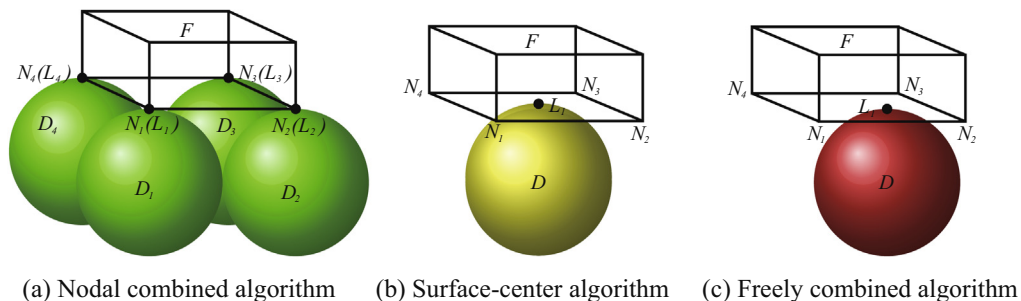 F
F
F
N₄(L₄)
N₃(L₃)
N₄
N₃
N₄
N₃
D₄
N₁(L₁)
D₃
N₂(L₂)
N₁
L₁
N₂
N₁
L₁
N₂
D₁
D₂
D
D
(a) Nodal combined algorithm
(b) Surface-center algorithm
(c) Freely combined algorithm